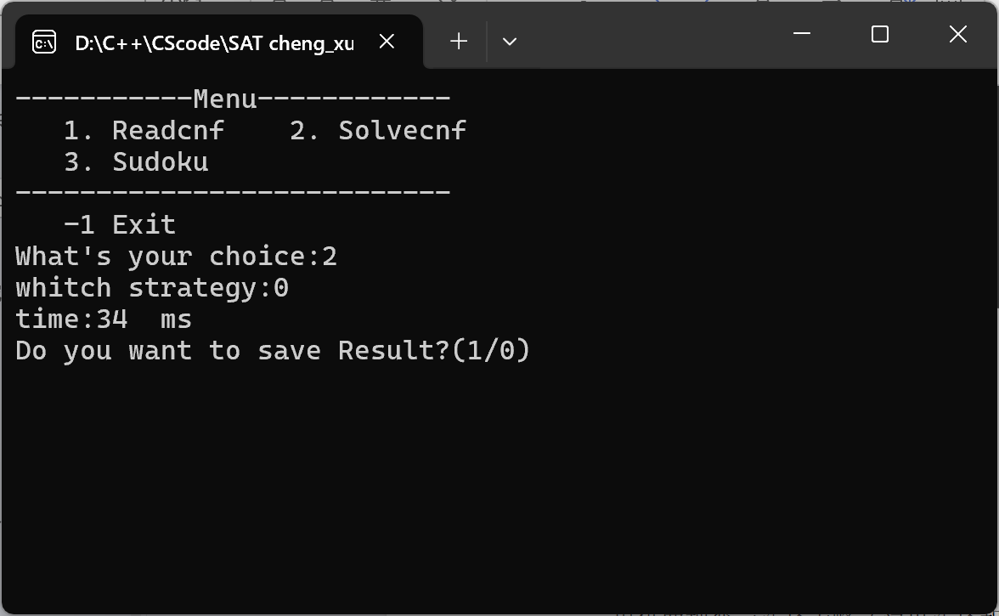 D:\C++\CScode\SAT cheng_xu
-----------Menu------------
   1. Readcnf    2. Solvecnf
   3. Sudoku
---------------------------
   -1 Exit
What's your choice:2
whitch strategy:0
time:34  ms
Do you want to save Result?(1/0)